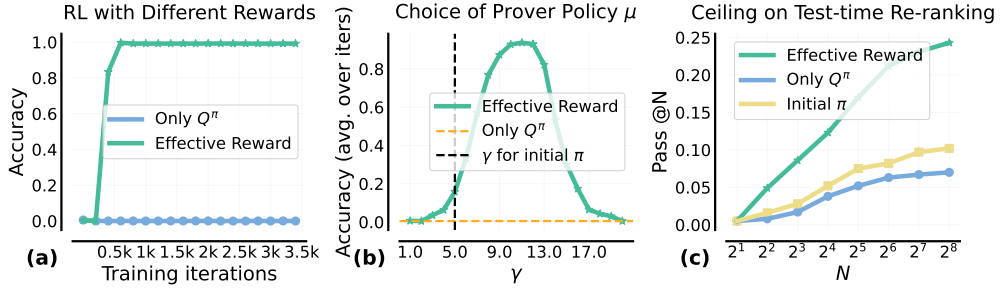 RL with Different Rewards
Accuracy
1.0
0.8
0.6
0.4
0.2
0.0
Only Q^π
Effective Reward
0.5k 1k 1.5k 2k 2.5k 3k 3.5k
Training iterations
(a)
Choice of Prover Policy μ
Accuracy (avg. over iters)
0.8
0.6
0.4
0.2
0.0
Effective Reward
Only Q^π
γ for initial π
1.0 5.0 9.0 13.0 17.0
γ
(b)
Ceiling on Test-time Re-ranking
Pass @N
0.25
0.20
0.15
0.10
0.05
0.00
Effective Reward
Only Q^π
Initial π
2^1 2^2 2^3 2^4 2^5 2^6 2^7 2^8
N
(c)